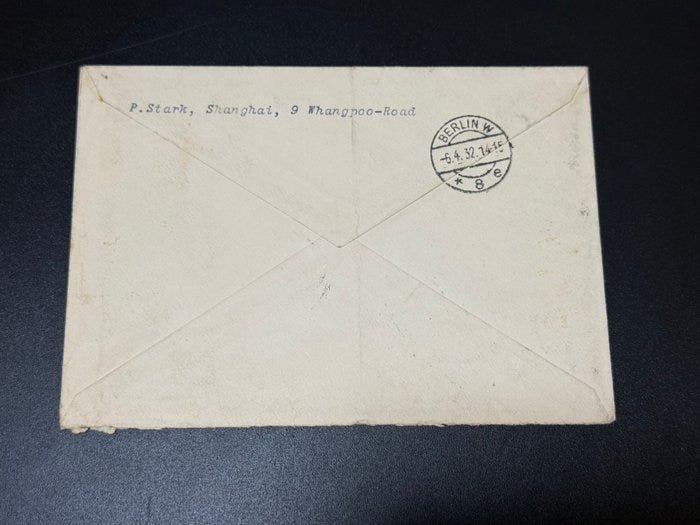 P.Stark, Shanghai, 9 Whangpoo-Road
BERLIN W
-6.4.32.14-15
* 8 e